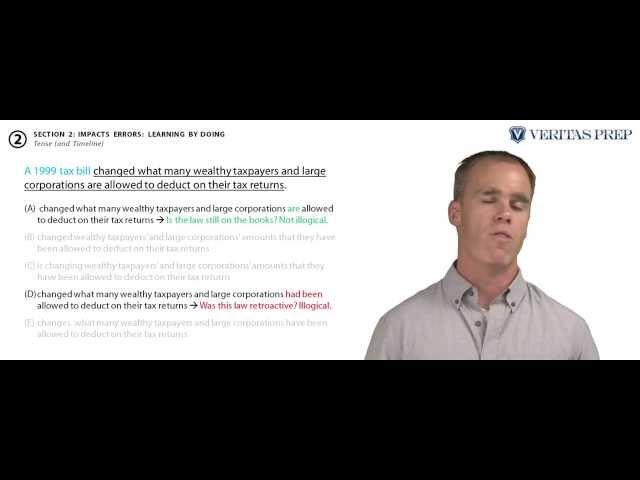 2
SECTION 2: IMPACTS ERRORS: LEARNING BY DOING
Tense (and Timeline)
VERITAS PREP
A 1999 tax bill changed what many wealthy taxpayers and large
corporations are allowed to deduct on their tax returns.
(A) changed what many wealthy taxpayers and large corporations are allowed
to deduct on their tax returns → Is the law still on the books? Not illogical.
(B) changed wealthy taxpayers' and large corporations' amounts that they have
been allowed to deduct on their tax returns
(C) is changing wealthy taxpayers' and large corporations' amounts that they
have been allowed to deduct on their tax returns
(D) changed what many wealthy taxpayers and large corporations had been
allowed to deduct on their tax returns → Was this law retroactive? Illogical.
(E) changes what many wealthy taxpayers and large corporations have been
allowed to deduct on their tax returns